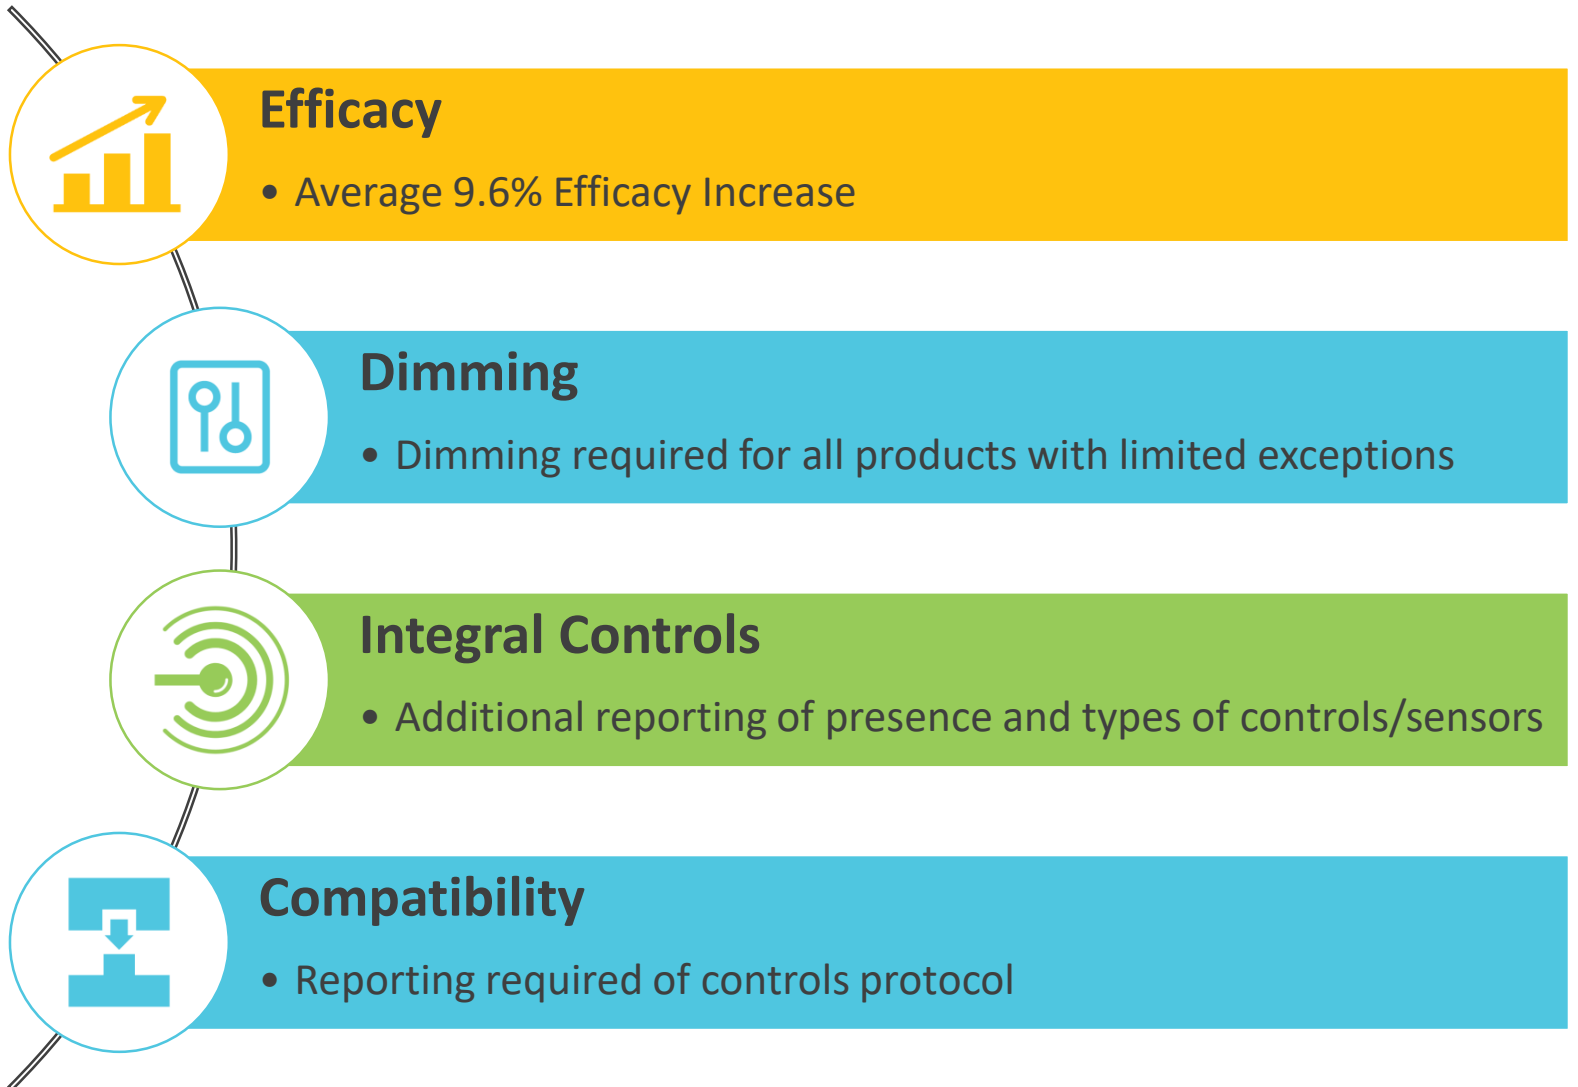 Efficacy
• Average 9.6% Efficacy Increase
Dimming
• Dimming required for all products with limited exceptions
Integral Controls
• Additional reporting of presence and types of controls/sensors
Compatibility
• Reporting required of controls protocol